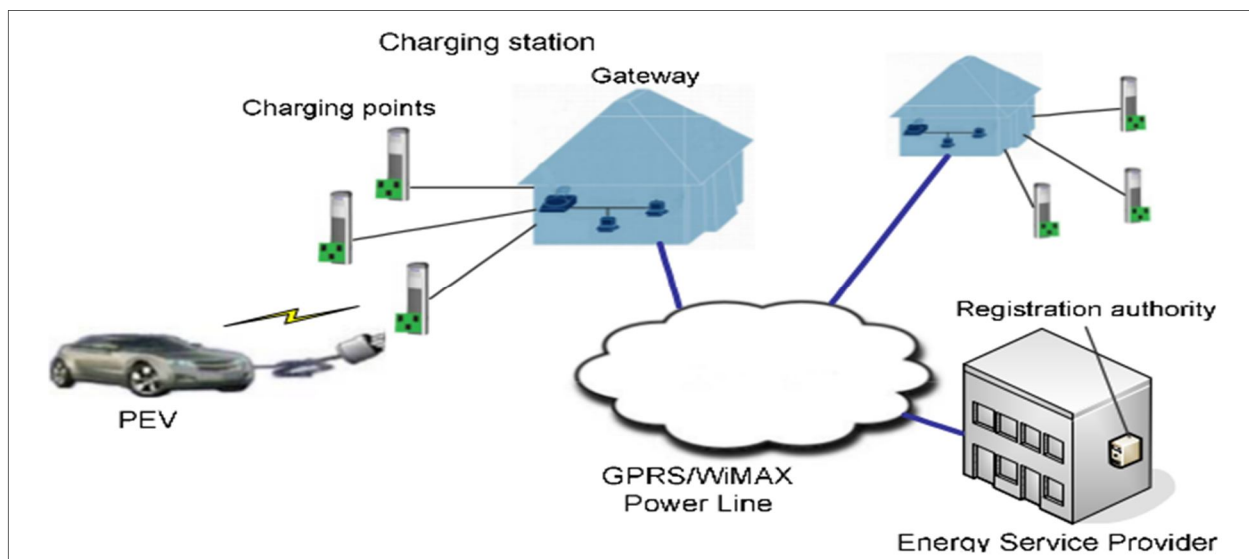 Charging station
Gateway
Charging points
Registration authority
PEV
GPRS/WiMAX
Power Line
Energy Service Provider